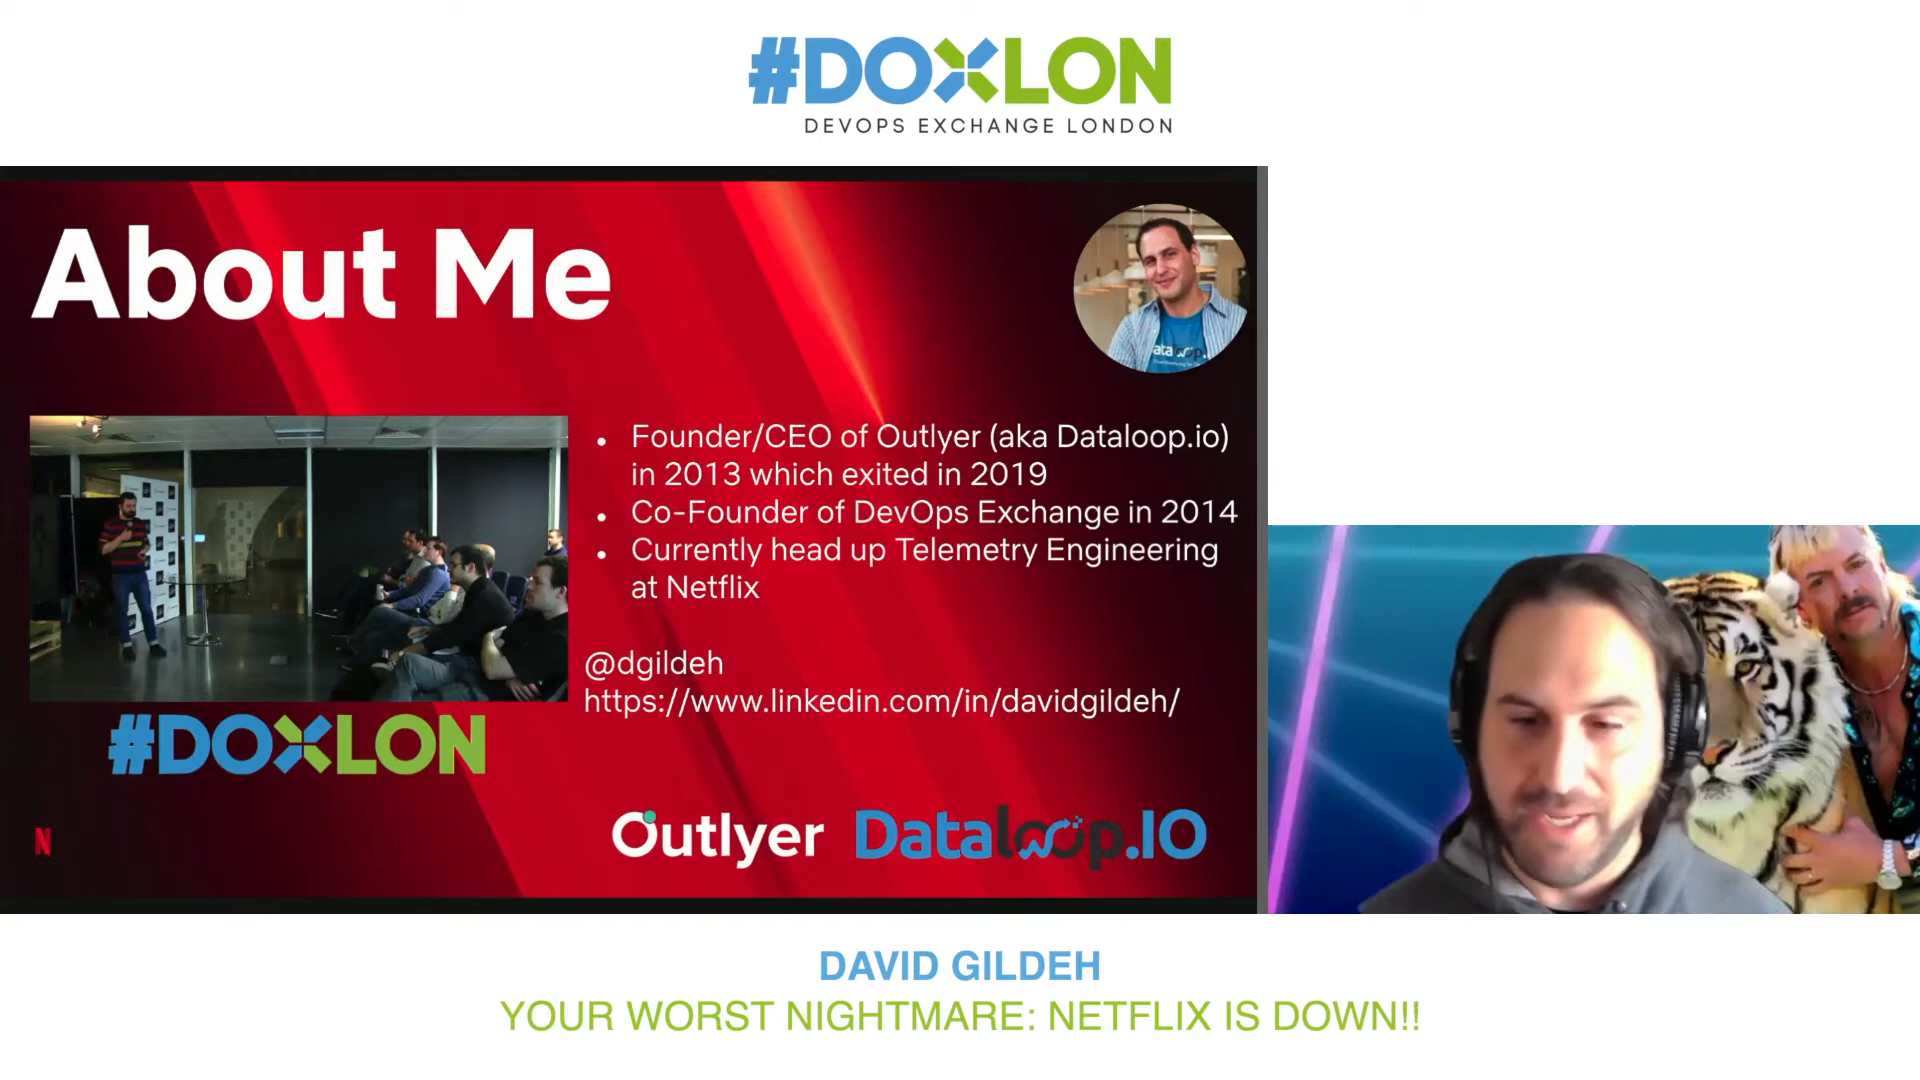 #DOXLON
DEVOPS EXCHANGE LONDON
About Me
• Founder/CEO of Outlyer (aka Dataloop.io)
in 2013 which exited in 2019
• Co-Founder of DevOps Exchange in 2014
• Currently head up Telemetry Engineering
at Netflix
@dgildeh
https://www.linkedin.com/in/davidgildeh/
#DOXLON
N
Outlyer
Dataloop.IO
DAVID GILDEH
YOUR WORST NIGHTMARE: NETFLIX IS DOWN!!